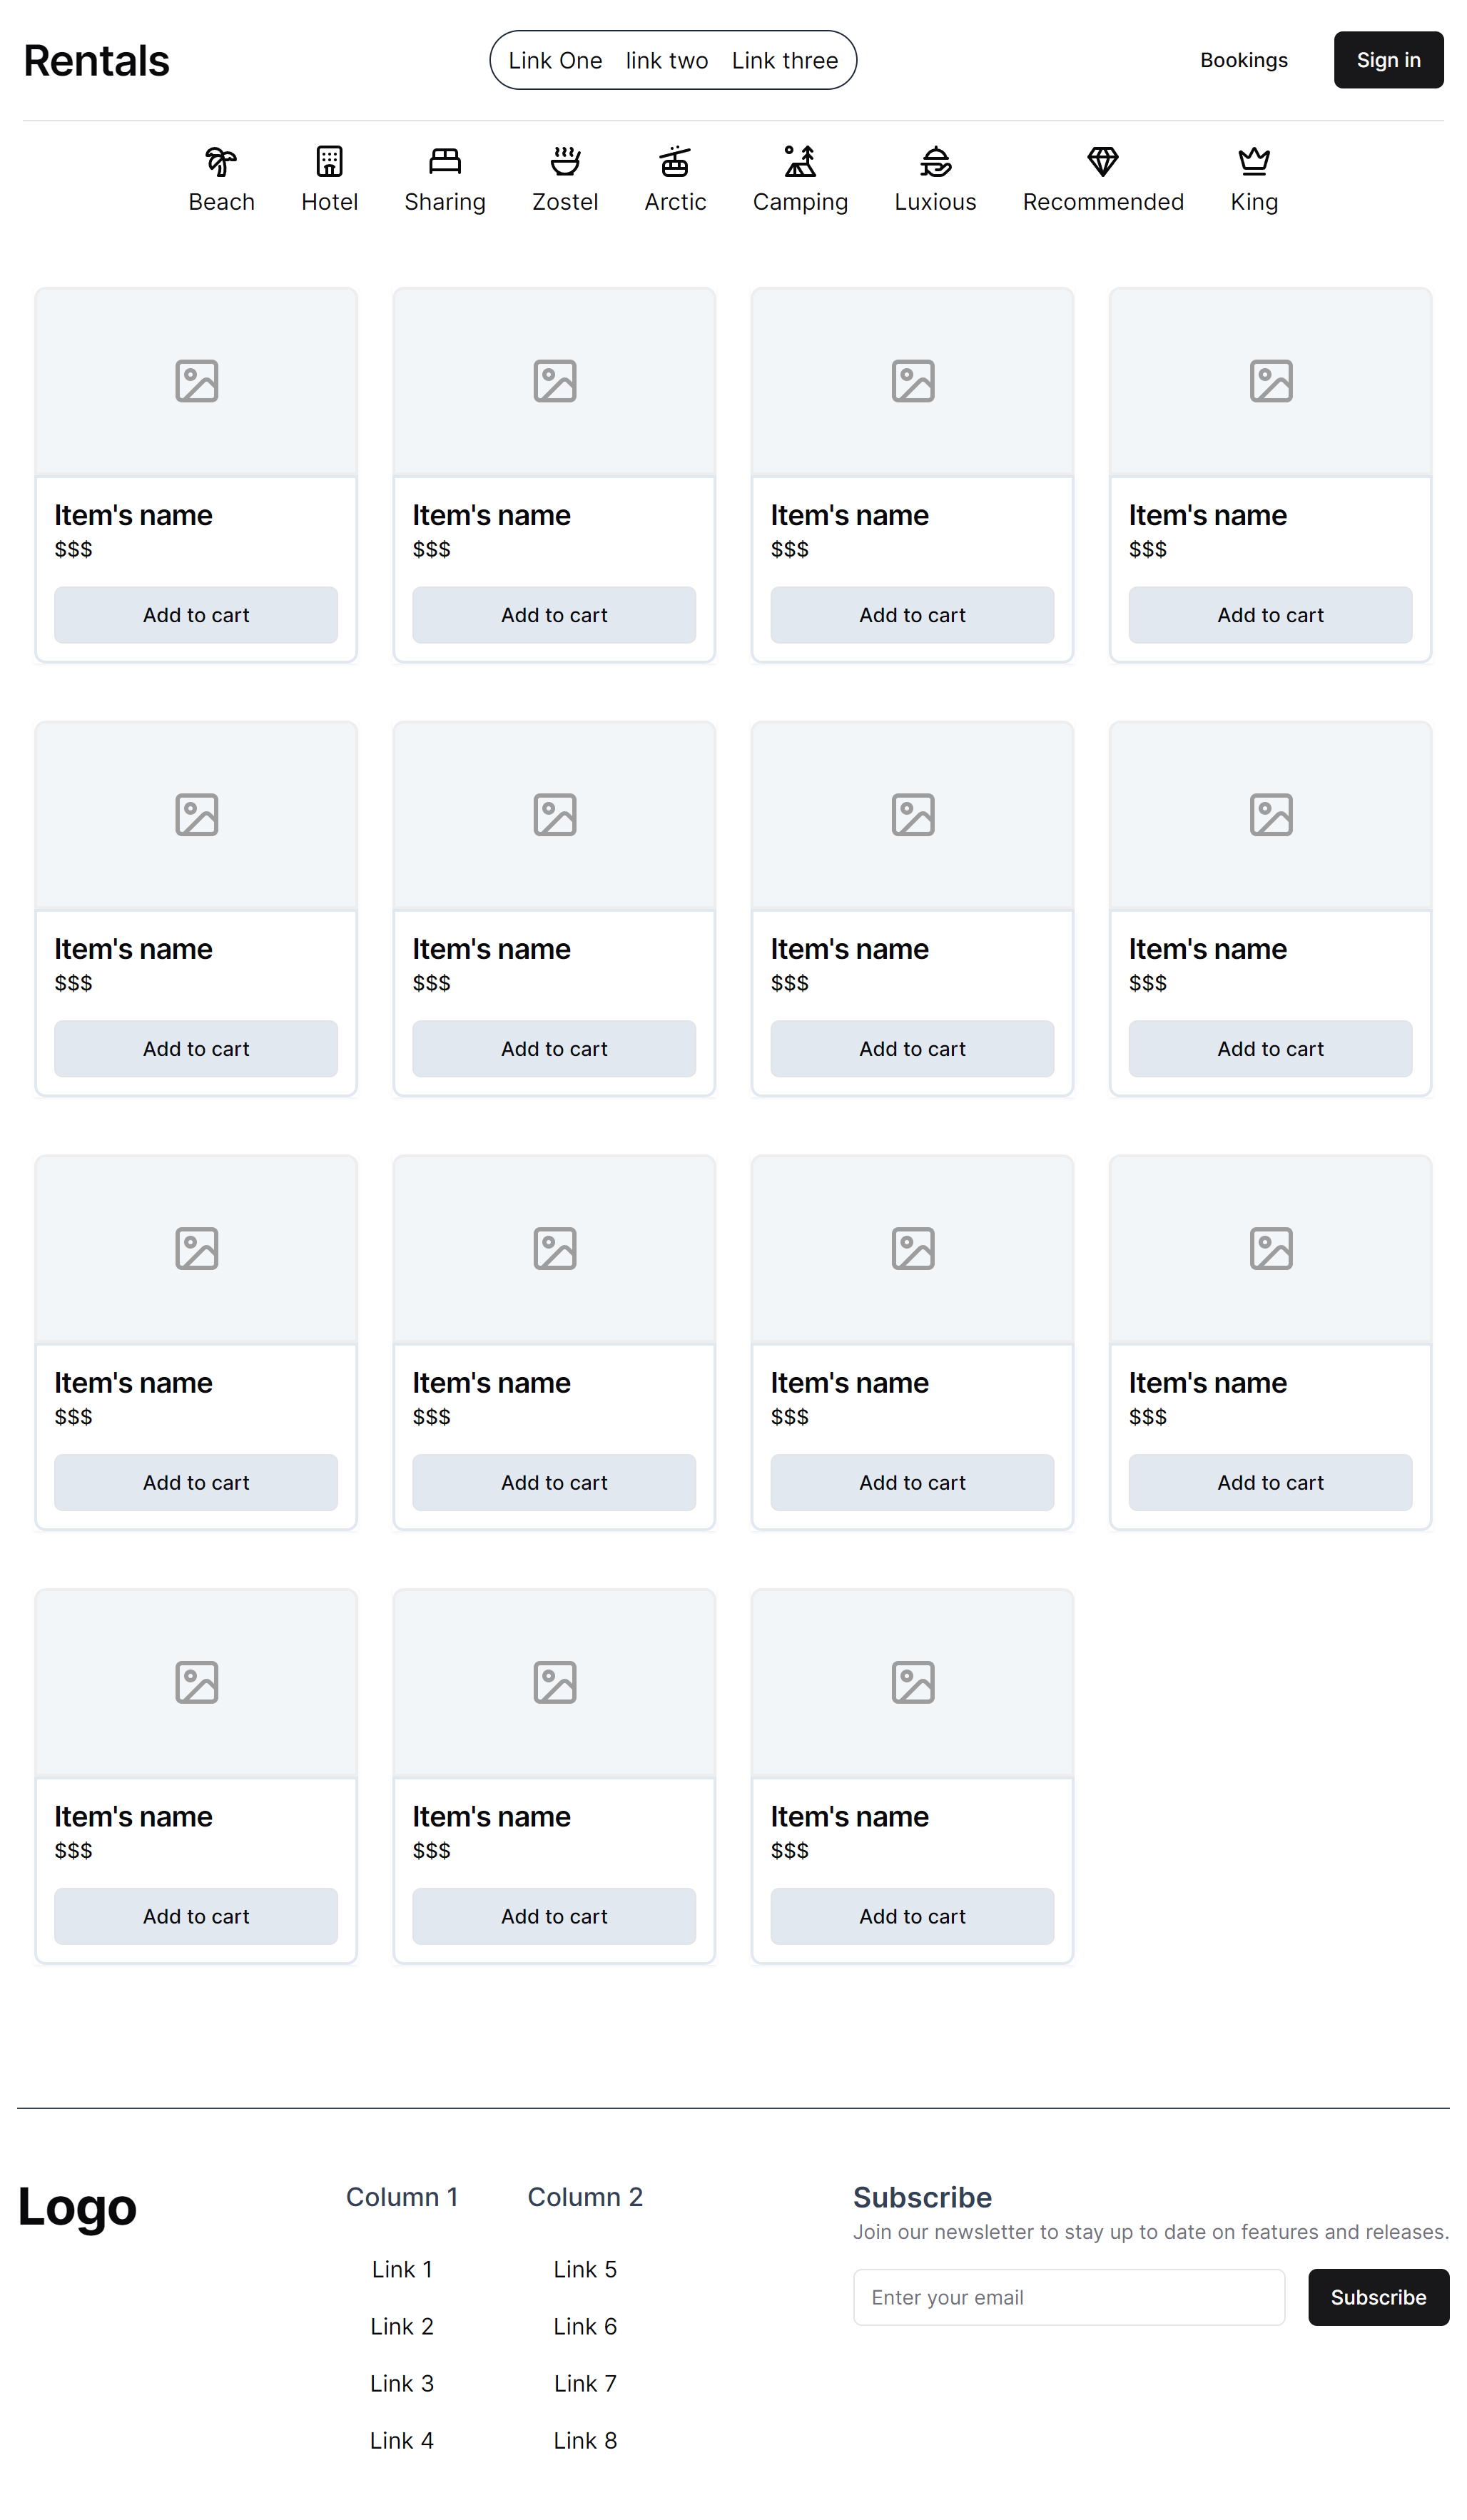 Rentals
Link One link two Link three
Bookings
Sign in
Beach Hotel Sharing Zostel Arctic Camping Luxious Recommended King
Item's name Item's name Item's name Item's name
$$$ $$$ $$$ $$$
Add to cart Add to cart Add to cart Add to cart
Item's name Item's name Item's name Item's name
$$$ $$$ $$$ $$$
Add to cart Add to cart Add to cart Add to cart
Item's name Item's name Item's name Item's name
$$$ $$$ $$$ $$$
Add to cart Add to cart Add to cart Add to cart
Item's name Item's name Item's name
$$$ $$$ $$$
Add to cart Add to cart Add to cart
Logo
Column 1
Link 1
Link 2
Link 3
Link 4
Column 2
Link 5
Link 6
Link 7
Link 8
Subscribe
Join our newsletter to stay up to date on features and releases.
Enter your email
Subscribe